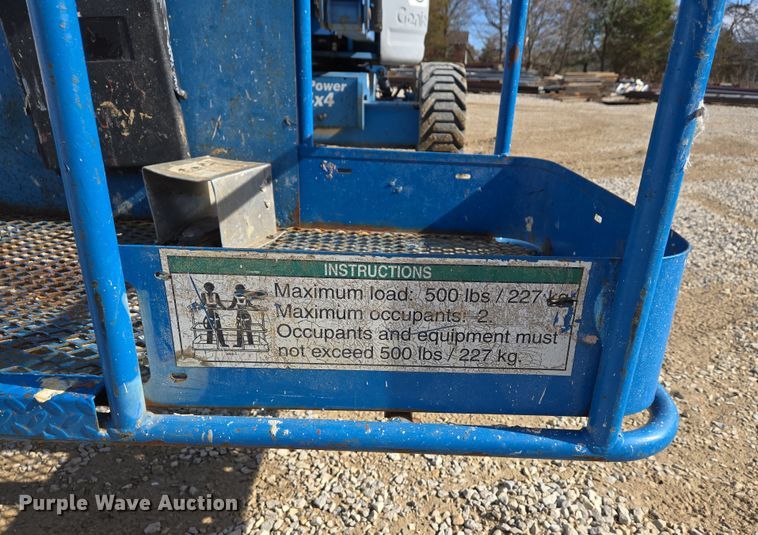 Genie
Power
x4
INSTRUCTIONS
Maximum load: 500 lbs / 227 kg.
Maximum occupants: 2.
Occupants and equipment must
not exceed 500 lbs / 227 kg.
Purple Wave Auction